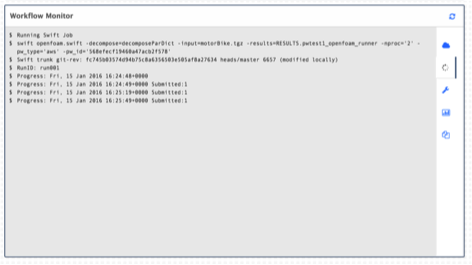 Workflow Monitor
$ Running Swift Job
$ swift openfoam.swift -decompose=decomposeParDict -input=motorBike.tgz -results=RESULTS.pwtest1_openfoam_runner -nproc='2' -
pw_type='aws' -pw_id='568efecf19460a47acb2f578'
$ Swift trunk git-rev: fc745b03574d94b75c8a6356503e505af8a27634 heads/master 6657 (modified locally)
$ RunID: run001
$ Progress: Fri, 15 Jan 2016 16:24:48+0000
$ Progress: Fri, 15 Jan 2016 16:24:49+0000 Submitted:1
$ Progress: Fri, 15 Jan 2016 16:25:19+0000 Submitted:1
$ Progress: Fri, 15 Jan 2016 16:25:49+0000 Submitted:1